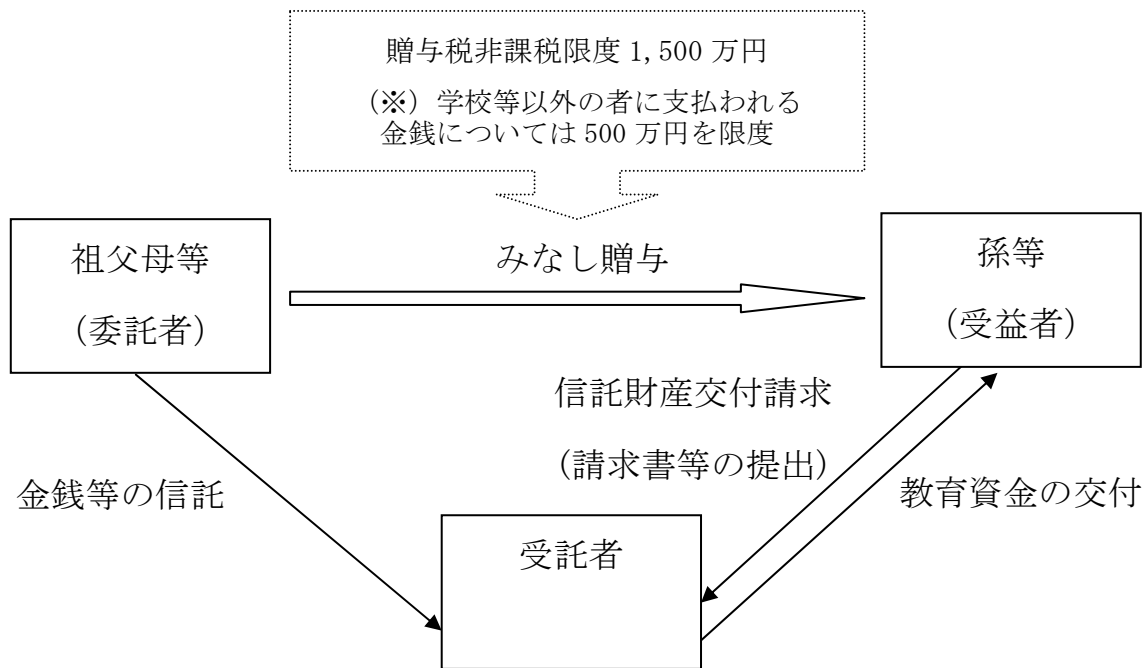 贈与税非課税限度 1,500 万円
（※）学校等以外の者に支払われる
金銭については 500 万円を限度
祖父母等
（委託者）
みなし贈与
孫等
（受益者）
信託財産交付請求
（請求書等の提出）
金銭等の信託
教育資金の交付
受託者